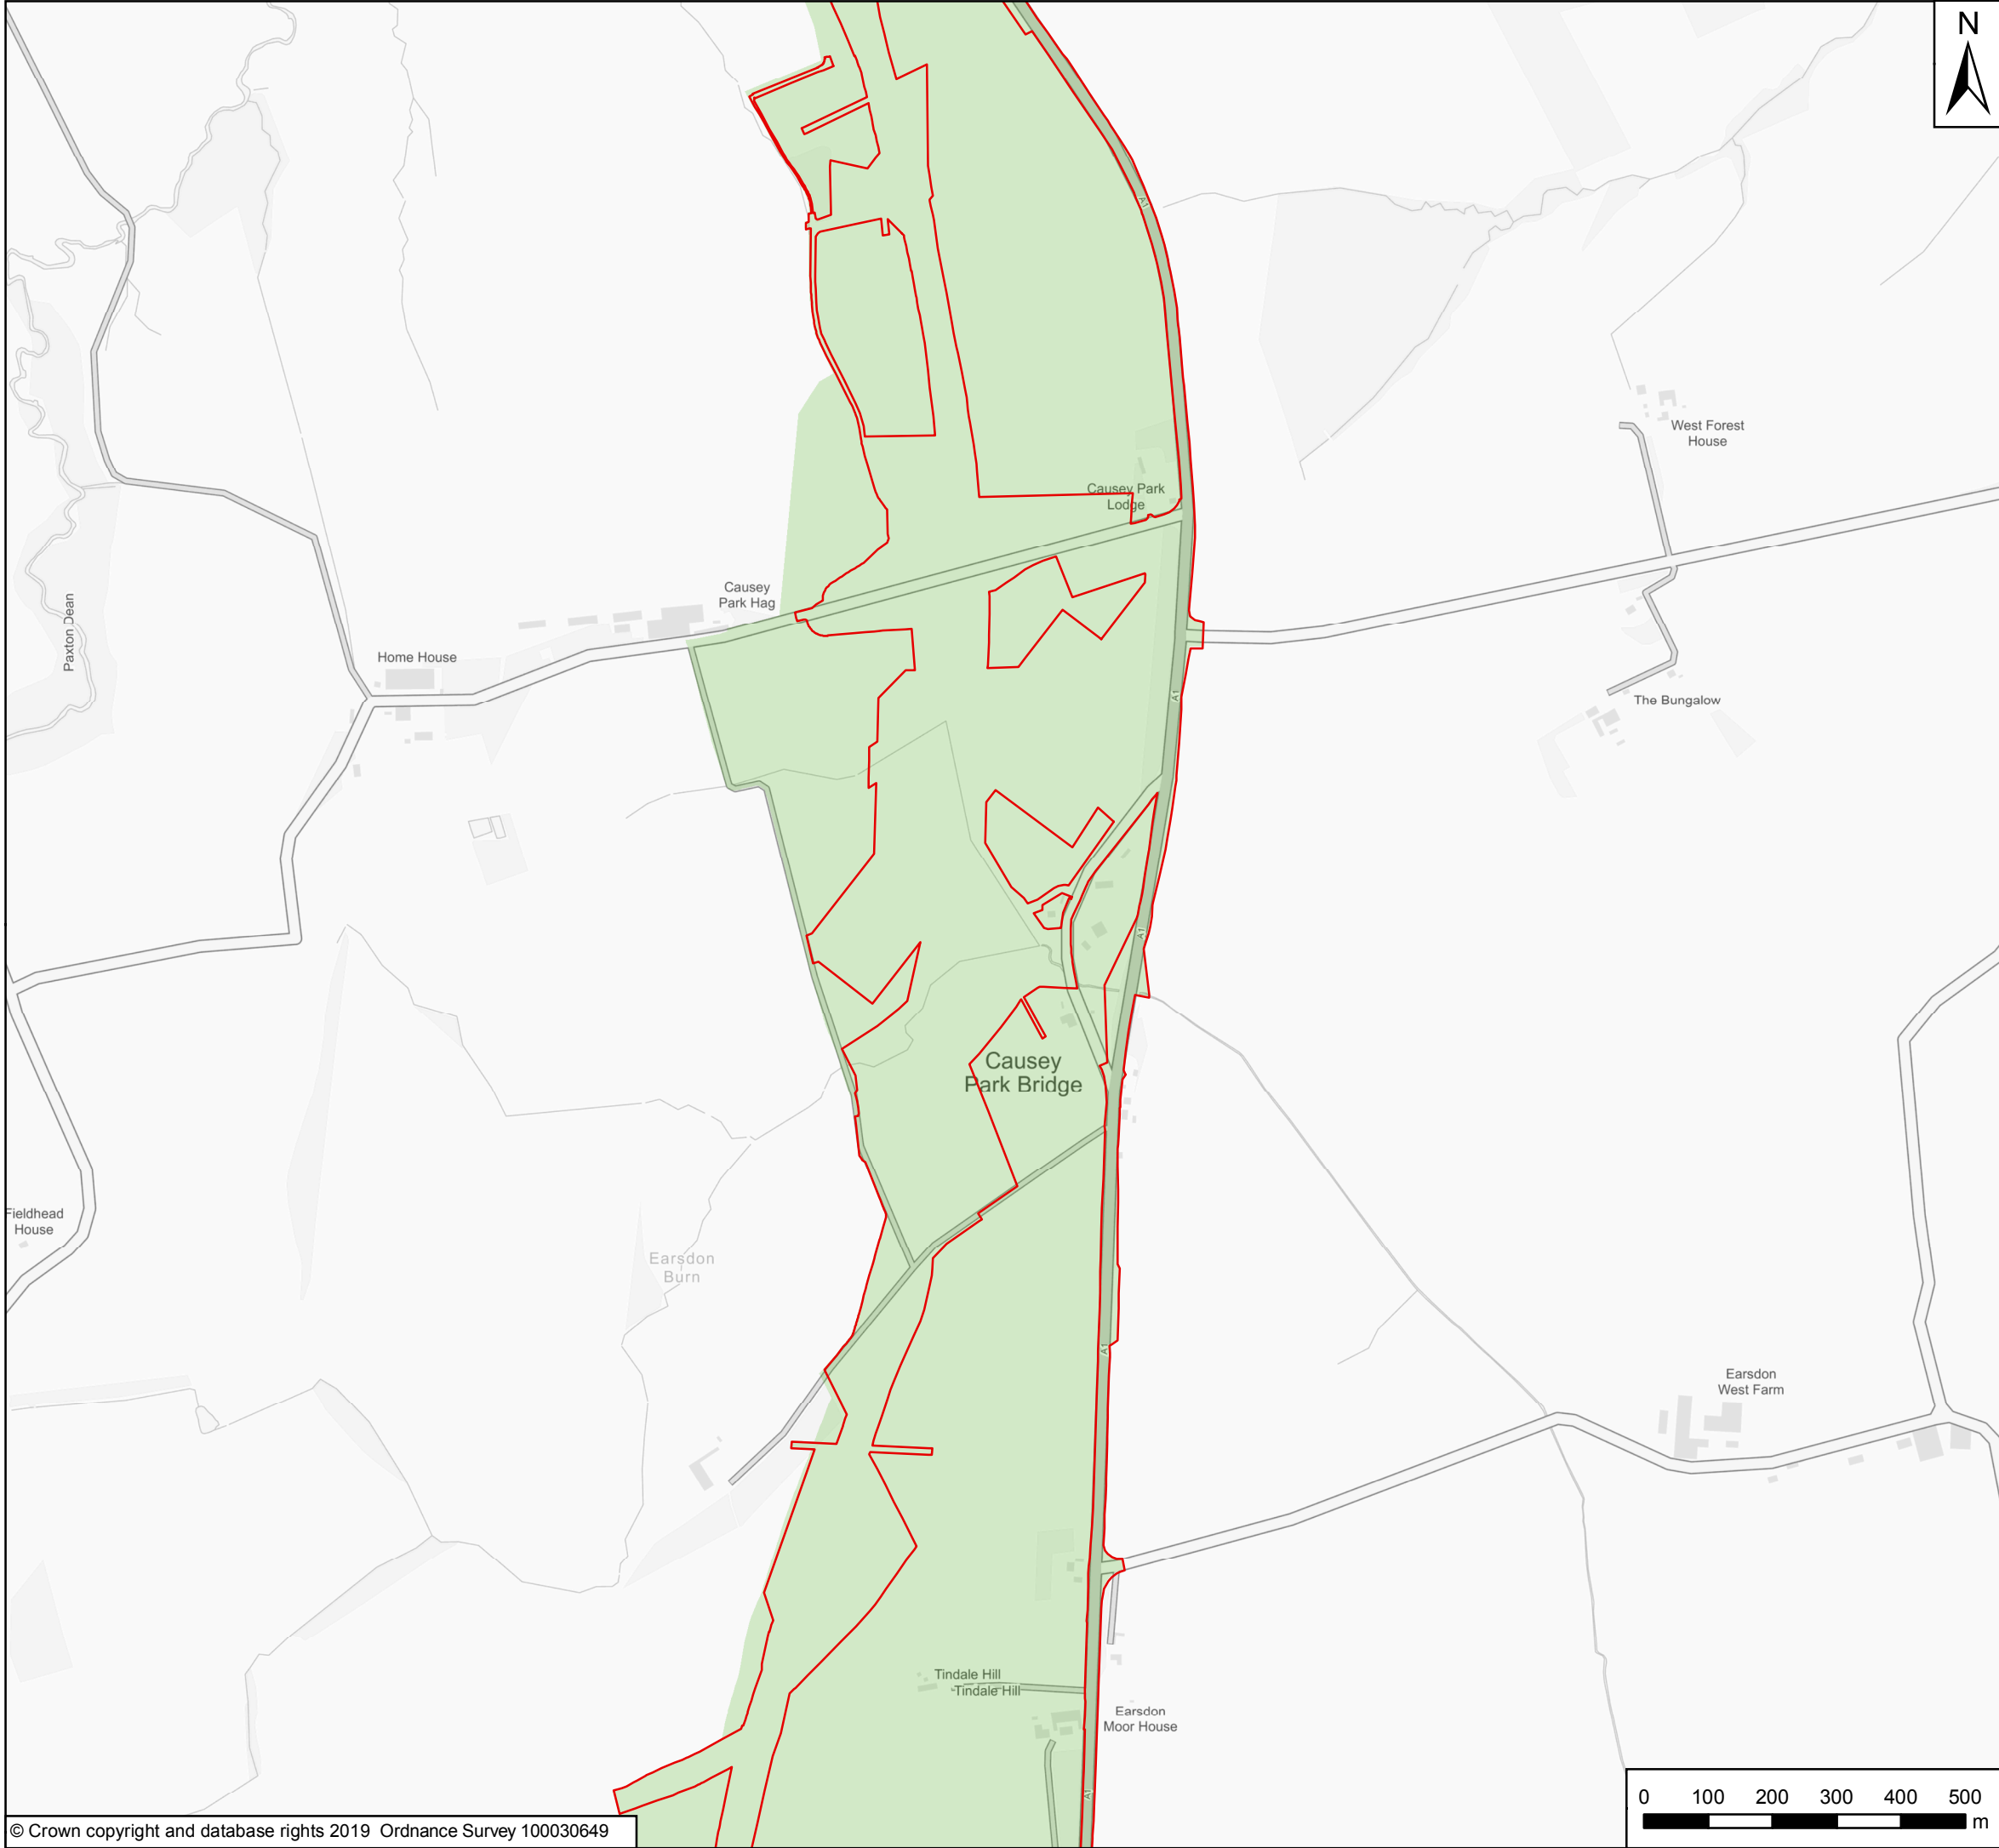 N
A1
West Forest
House
Causey Park
Lodge
Causey
Park Hag
Paxton Dean
Home House
A1
The Bungalow
A1
Causey
Park Bridge
Fieldhead
House
Earsdon
Burn
A1
Earsdon
West Farm
Tindale Hill
Tindale Hill
Earsdon
Moor House
A1
0 100 200 300 400 500
m
© Crown copyright and database rights 2019 Ordnance Survey 100030649